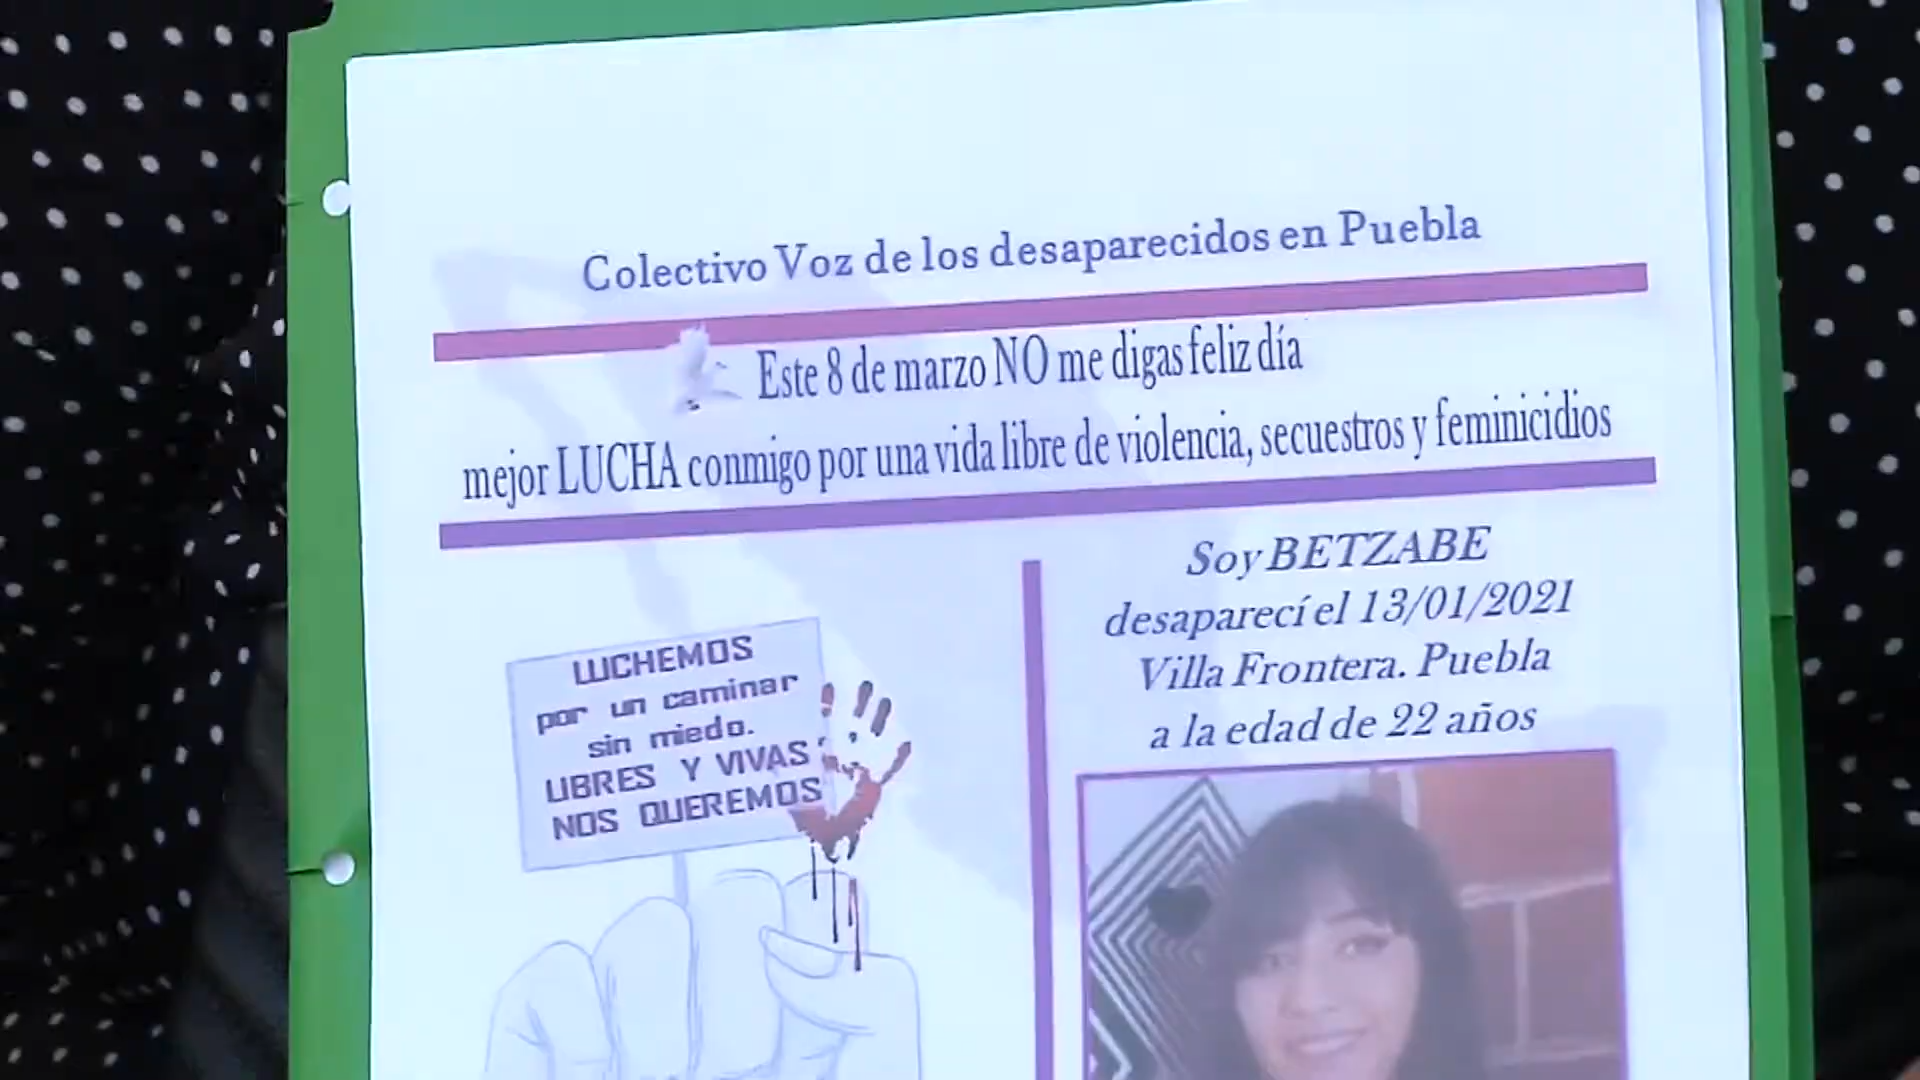 Colectivo Voz de los desaparecidos en Puebla
Este 8 de marzo NO me digas feliz día
mejor LUCHA conmigo por una vida libre de violencia, secuestros y feminicidios
LUCHEMOS
por un caminar
sin miedo.
LIBRES Y VIVAS
NOS QUEREMOS
Soy BETZABE
desaparecí el 13/01/2021
Villa Frontera. Puebla
a la edad de 22 años